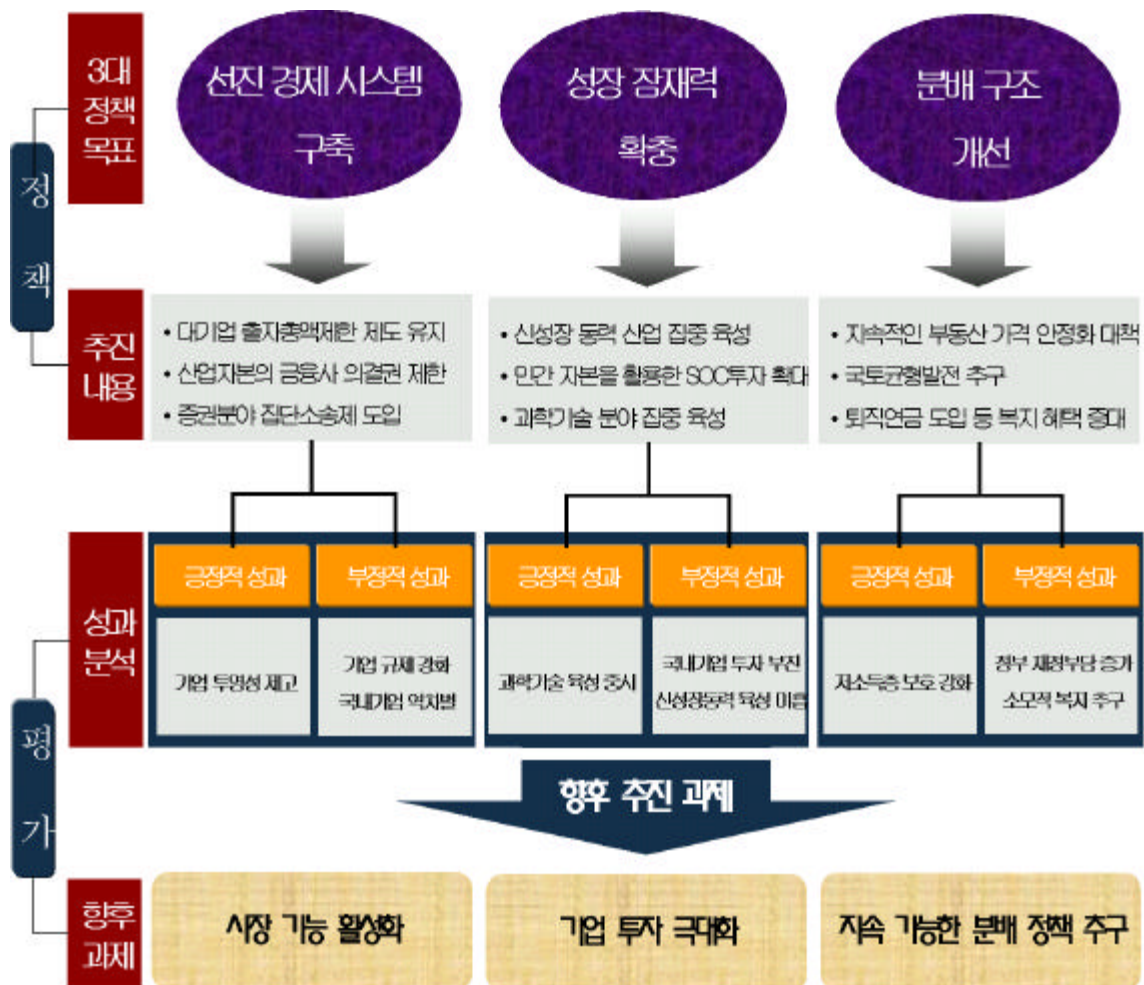 정책
3대
정책
목표
선진 경제 시스템
구축
성장 잠재력
확충
분배 구조
개선
추진
내용
• 대기업 출자총액제한 제도 유지
• 산업자본의 금융사 의결권 제한
• 증권분야 집단소송제 도입
• 신성장 동력 산업 집중 육성
• 민간 자본을 활용한 SOC투자 확대
• 과학기술 분야 집중 육성
• 지속적인 부동산 가격 안정화 대책
• 국토균형발전 추구
• 퇴직연금 도입 등 복지 혜택 증대
평가
성과
분석
긍정적 성과
부정적 성과
긍정적 성과
부정적 성과
긍정적 성과
부정적 성과
기업 투명성 제고
기업 규제 강화
국내기업 역차별
과학기술 육성 중시
국내기업 투자 부진
신성장동력 육성 미흡
저소득층 보호 강화
정부 재정부담 증가
소모적 복지 추구
향후 추진 과제
향후
과제
시장 기능 활성화
기업 투자 극대화
지속 가능한 분배 정책 추구